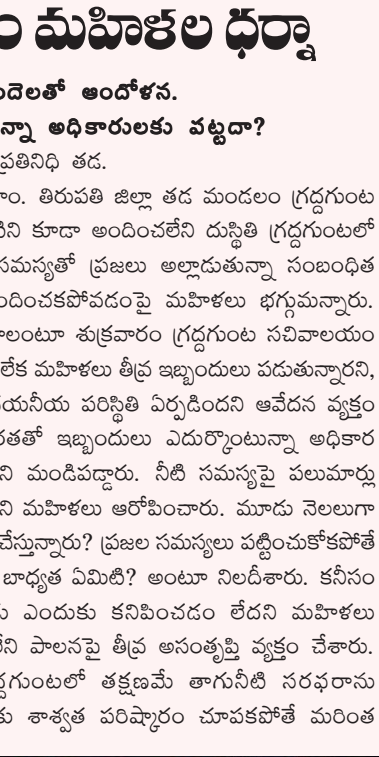 ం మహిళల ధర్నా
ందెలతో ఆందోళన.
న్నా అధికారులకు వట్టదా?
ప్రతినిధి తడ.
ాం. తిరుపతి జిల్లా తడ మండలం గ్రద్దగుంట
టిని కూడా అందించలేని దుస్థితి గ్రద్దగుంటలో
సమస్యతో ప్రజలు అల్లాడుతున్నా సంబంధిత
ందించకపోవడంపై మహిళలు భగ్గుమన్నారు.
ాలంటూ శుక్రవారం గ్రద్దగుంట సచివాలయం
లేక మహిళలు తీవ్ర ఇబ్బందులు పడుతున్నారని,
యనీయ పరిస్థితి ఏర్పడిందని ఆవేదన వ్యక్తం
రతతో ఇబ్బందులు ఎదుర్కొంటున్నా అధికార
ని మండిపడ్డారు. నీటి సమస్యపై పలుమార్లు
ని మహిళలు ఆరోపించారు. మూడు నెలలుగా
చేస్తున్నారు? ప్రజల సమస్యలు పట్టించుకోకపోతే
బాధ్యత ఏమిటి? అంటూ నిలదీశారు. కనీసం
ు ఎందుకు కనిపించడం లేదని మహిళలు
లేని పాలనపై తీవ్ర అసంతృప్తి వ్యక్తం చేశారు.
ద్దగుంటలో తక్షణమే తాగునీటి సరఫరాను
కు శాశ్వత పరిష్కారం చూపకపోతే మరింత